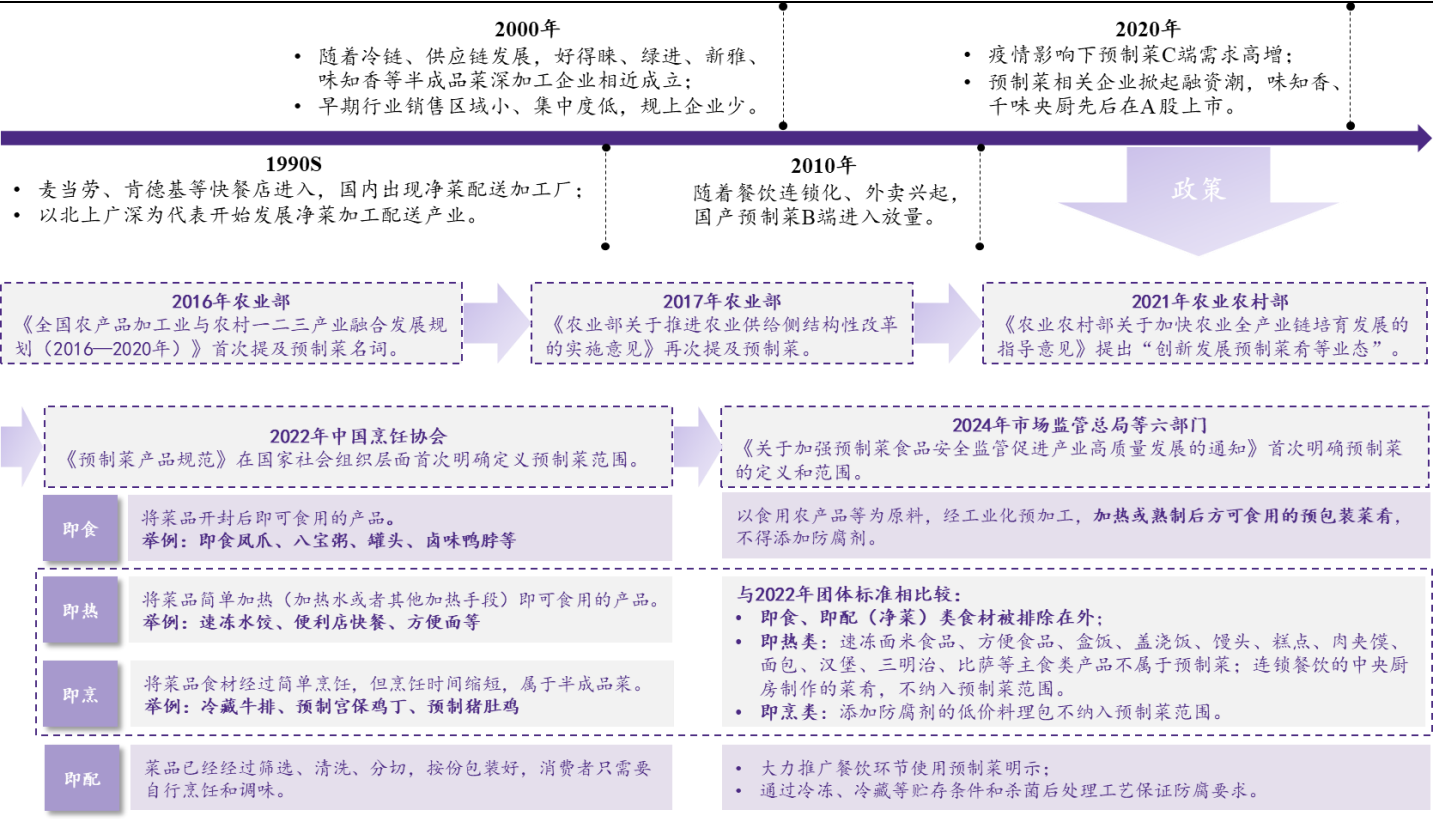 2000年
• 随着冷链、供应链发展，好得睐、绿进、新雅、
味知香等半成品菜深加工企业相近成立；
• 早期行业销售区域小、集中度低，规上企业少。
2020年
• 疫情影响下预制菜C端需求高增；
• 预制菜相关企业掀起融资潮，味知香、
千味央厨先后在A股上市。
1990S
• 麦当劳、肯德基等快餐店进入，国内出现净菜配送加工厂；
• 以北上广深为代表开始发展净菜加工配送产业。
2010年
随着餐饮连锁化、外卖兴起，
国产预制菜B端进入放量。
政策
2016年农业部
《全国农产品加工业与农村一二三产业融合发展规
划（2016—2020年）》首次提及预制菜名词。
2017年农业部
《农业部关于推进农业供给侧结构性改革
的实施意见》再次提及预制菜。
2021年农业农村部
《农业农村部关于加快农业全产业链培育发展的
指导意见》提出“创新发展预制菜肴等业态”。
2022年中国烹饪协会
《预制菜产品规范》在国家社会组织层面首次明确定义预制菜范围。
2024年市场监管总局等六部门
《关于加强预制菜食品安全监管促进产业高质量发展的通知》首次明确预制菜
的定义和范围。
即食
将菜品开封后即可食用的产品。
举例：即食凤爪、八宝粥、罐头、卤味鸭脖等
以食用农产品等为原料，经工业化预加工，加热或熟制后方可食用的预包装菜肴，
不得添加防腐剂。
即热
将菜品简单加热（加热水或者其他加热手段）即可食用的产品。
举例：速冻水饺、便利店快餐、方便面等
即烹
将菜品食材经过简单烹饪，但烹饪时间缩短，属于半成品菜。
举例：冷藏牛排、预制宫保鸡丁、预制猪肚鸡
与2022年团体标准相比较：
• 即食、即配（净菜）类食材被排除在外；
• 即热类：速冻面米食品、方便食品、盒饭、盖浇饭、馒头、糕点、肉夹馍、
面包、汉堡、三明治、比萨等主食类产品不属于预制菜；连锁餐饮的中央厨
房制作的菜肴，不纳入预制菜范围。
• 即烹类：添加防腐剂的低价料理包不纳入预制菜范围。
即配
菜品已经经过筛选、清洗、分切，按份包装好，消费者只需要
自行烹饪和调味。
• 大力推广餐饮环节使用预制菜明示；
• 通过冷冻、冷藏等贮存条件和杀菌后处理工艺保证防腐要求。